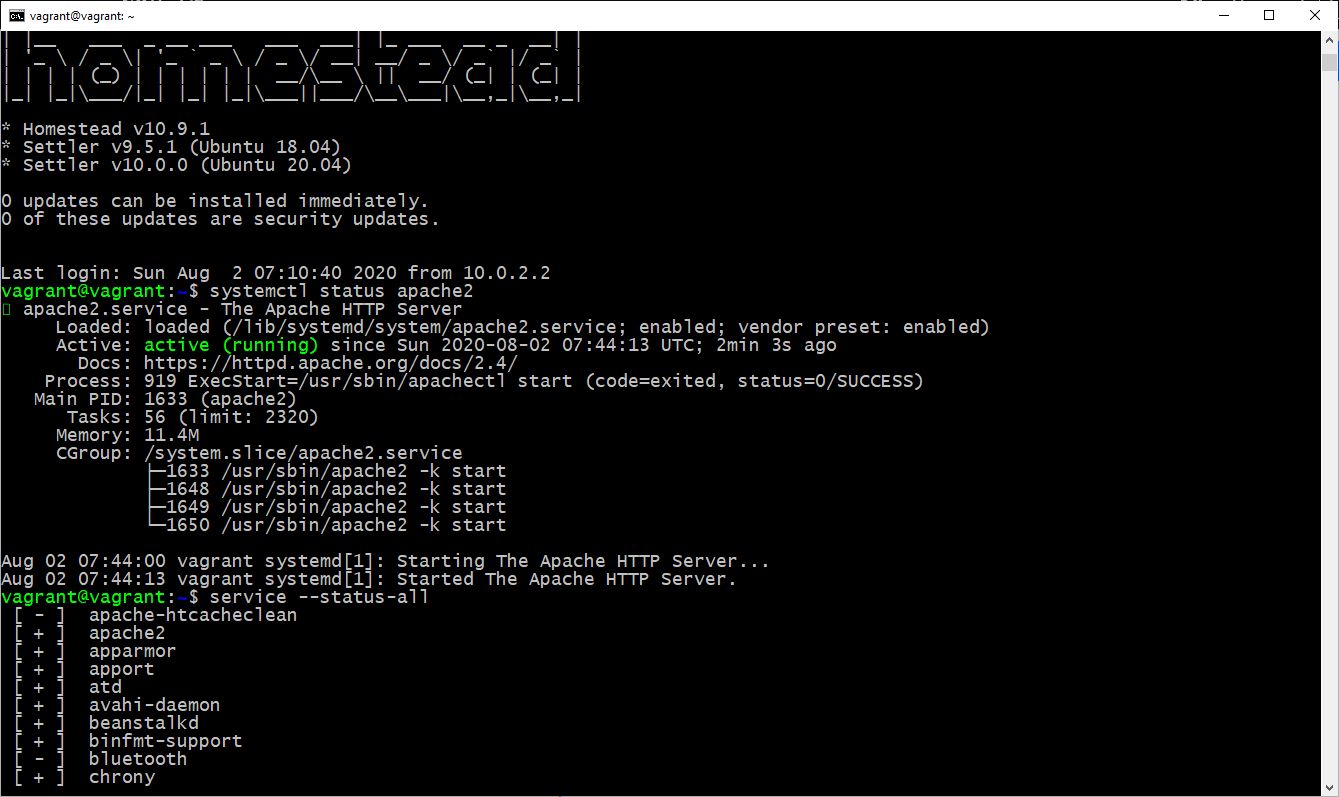 vagrant@vagrant: ~
homestead
* Homestead v10.9.1
* Settler v9.5.1 (Ubuntu 18.04)
* Settler v10.0.0 (Ubuntu 20.04)
0 updates can be installed immediately.
0 of these updates are security updates.
Last login: Sun Aug  2 07:10:40 2020 from 10.0.2.2
vagrant@vagrant:~$ systemctl status apache2
apache2.service - The Apache HTTP Server
Loaded: loaded (/lib/systemd/system/apache2.service; enabled; vendor preset: enabled)
Active: active (running) since Sun 2020-08-02 07:44:13 UTC; 2min 3s ago
Docs: https://httpd.apache.org/docs/2.4/
Process: 919 ExecStart=/usr/sbin/apachectl start (code=exited, status=0/SUCCESS)
Main PID: 1633 (apache2)
Tasks: 56 (limit: 2320)
Memory: 11.4M
CGroup: /system.slice/apache2.service
├─1633 /usr/sbin/apache2 -k start
├─1648 /usr/sbin/apache2 -k start
├─1649 /usr/sbin/apache2 -k start
└─1650 /usr/sbin/apache2 -k start
Aug 02 07:44:00 vagrant systemd[1]: Starting The Apache HTTP Server...
Aug 02 07:44:13 vagrant systemd[1]: Started The Apache HTTP Server.
vagrant@vagrant:~$ service --status-all
[ - ]  apache-htcacheclean
[ + ]  apache2
[ + ]  apparmor
[ + ]  apport
[ + ]  atd
[ + ]  avahi-daemon
[ + ]  beanstalkd
[ + ]  binfmt-support
[ - ]  bluetooth
[ + ]  chrony